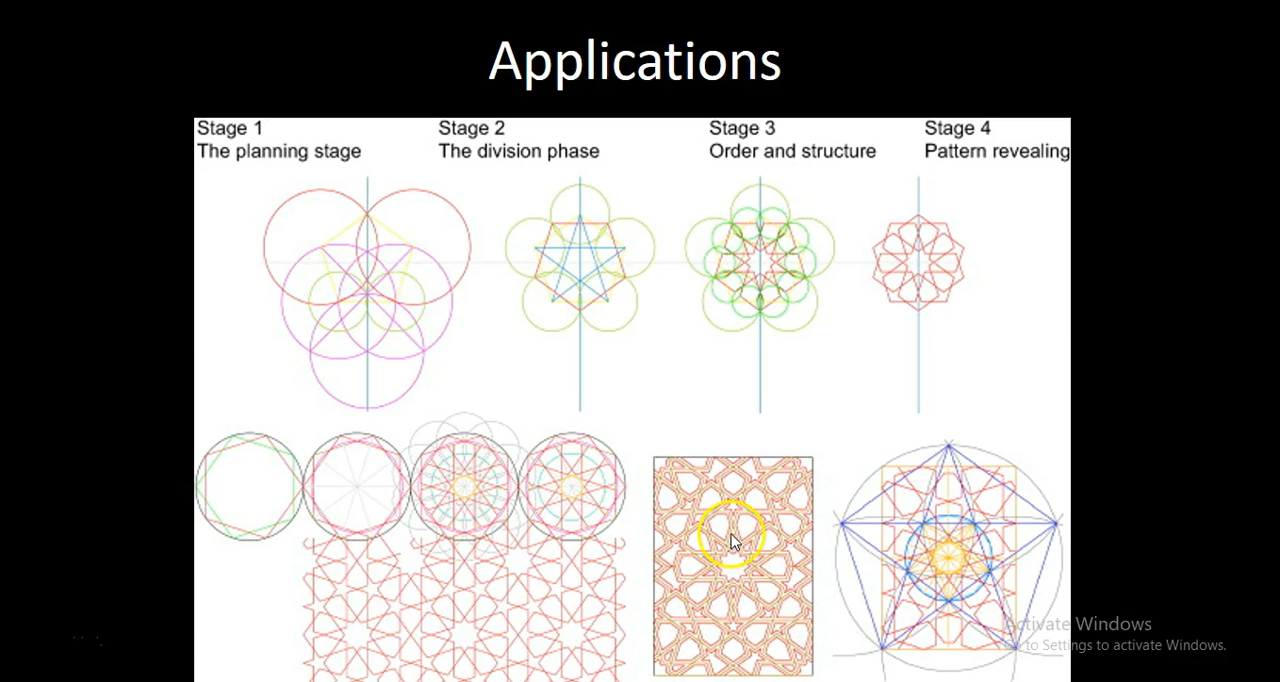 Applications
Stage 1
The planning stage
Stage 2
The division phase
Stage 3
Order and structure
Stage 4
Pattern revealing
Activate Windows
Go to Settings to activate Windows.